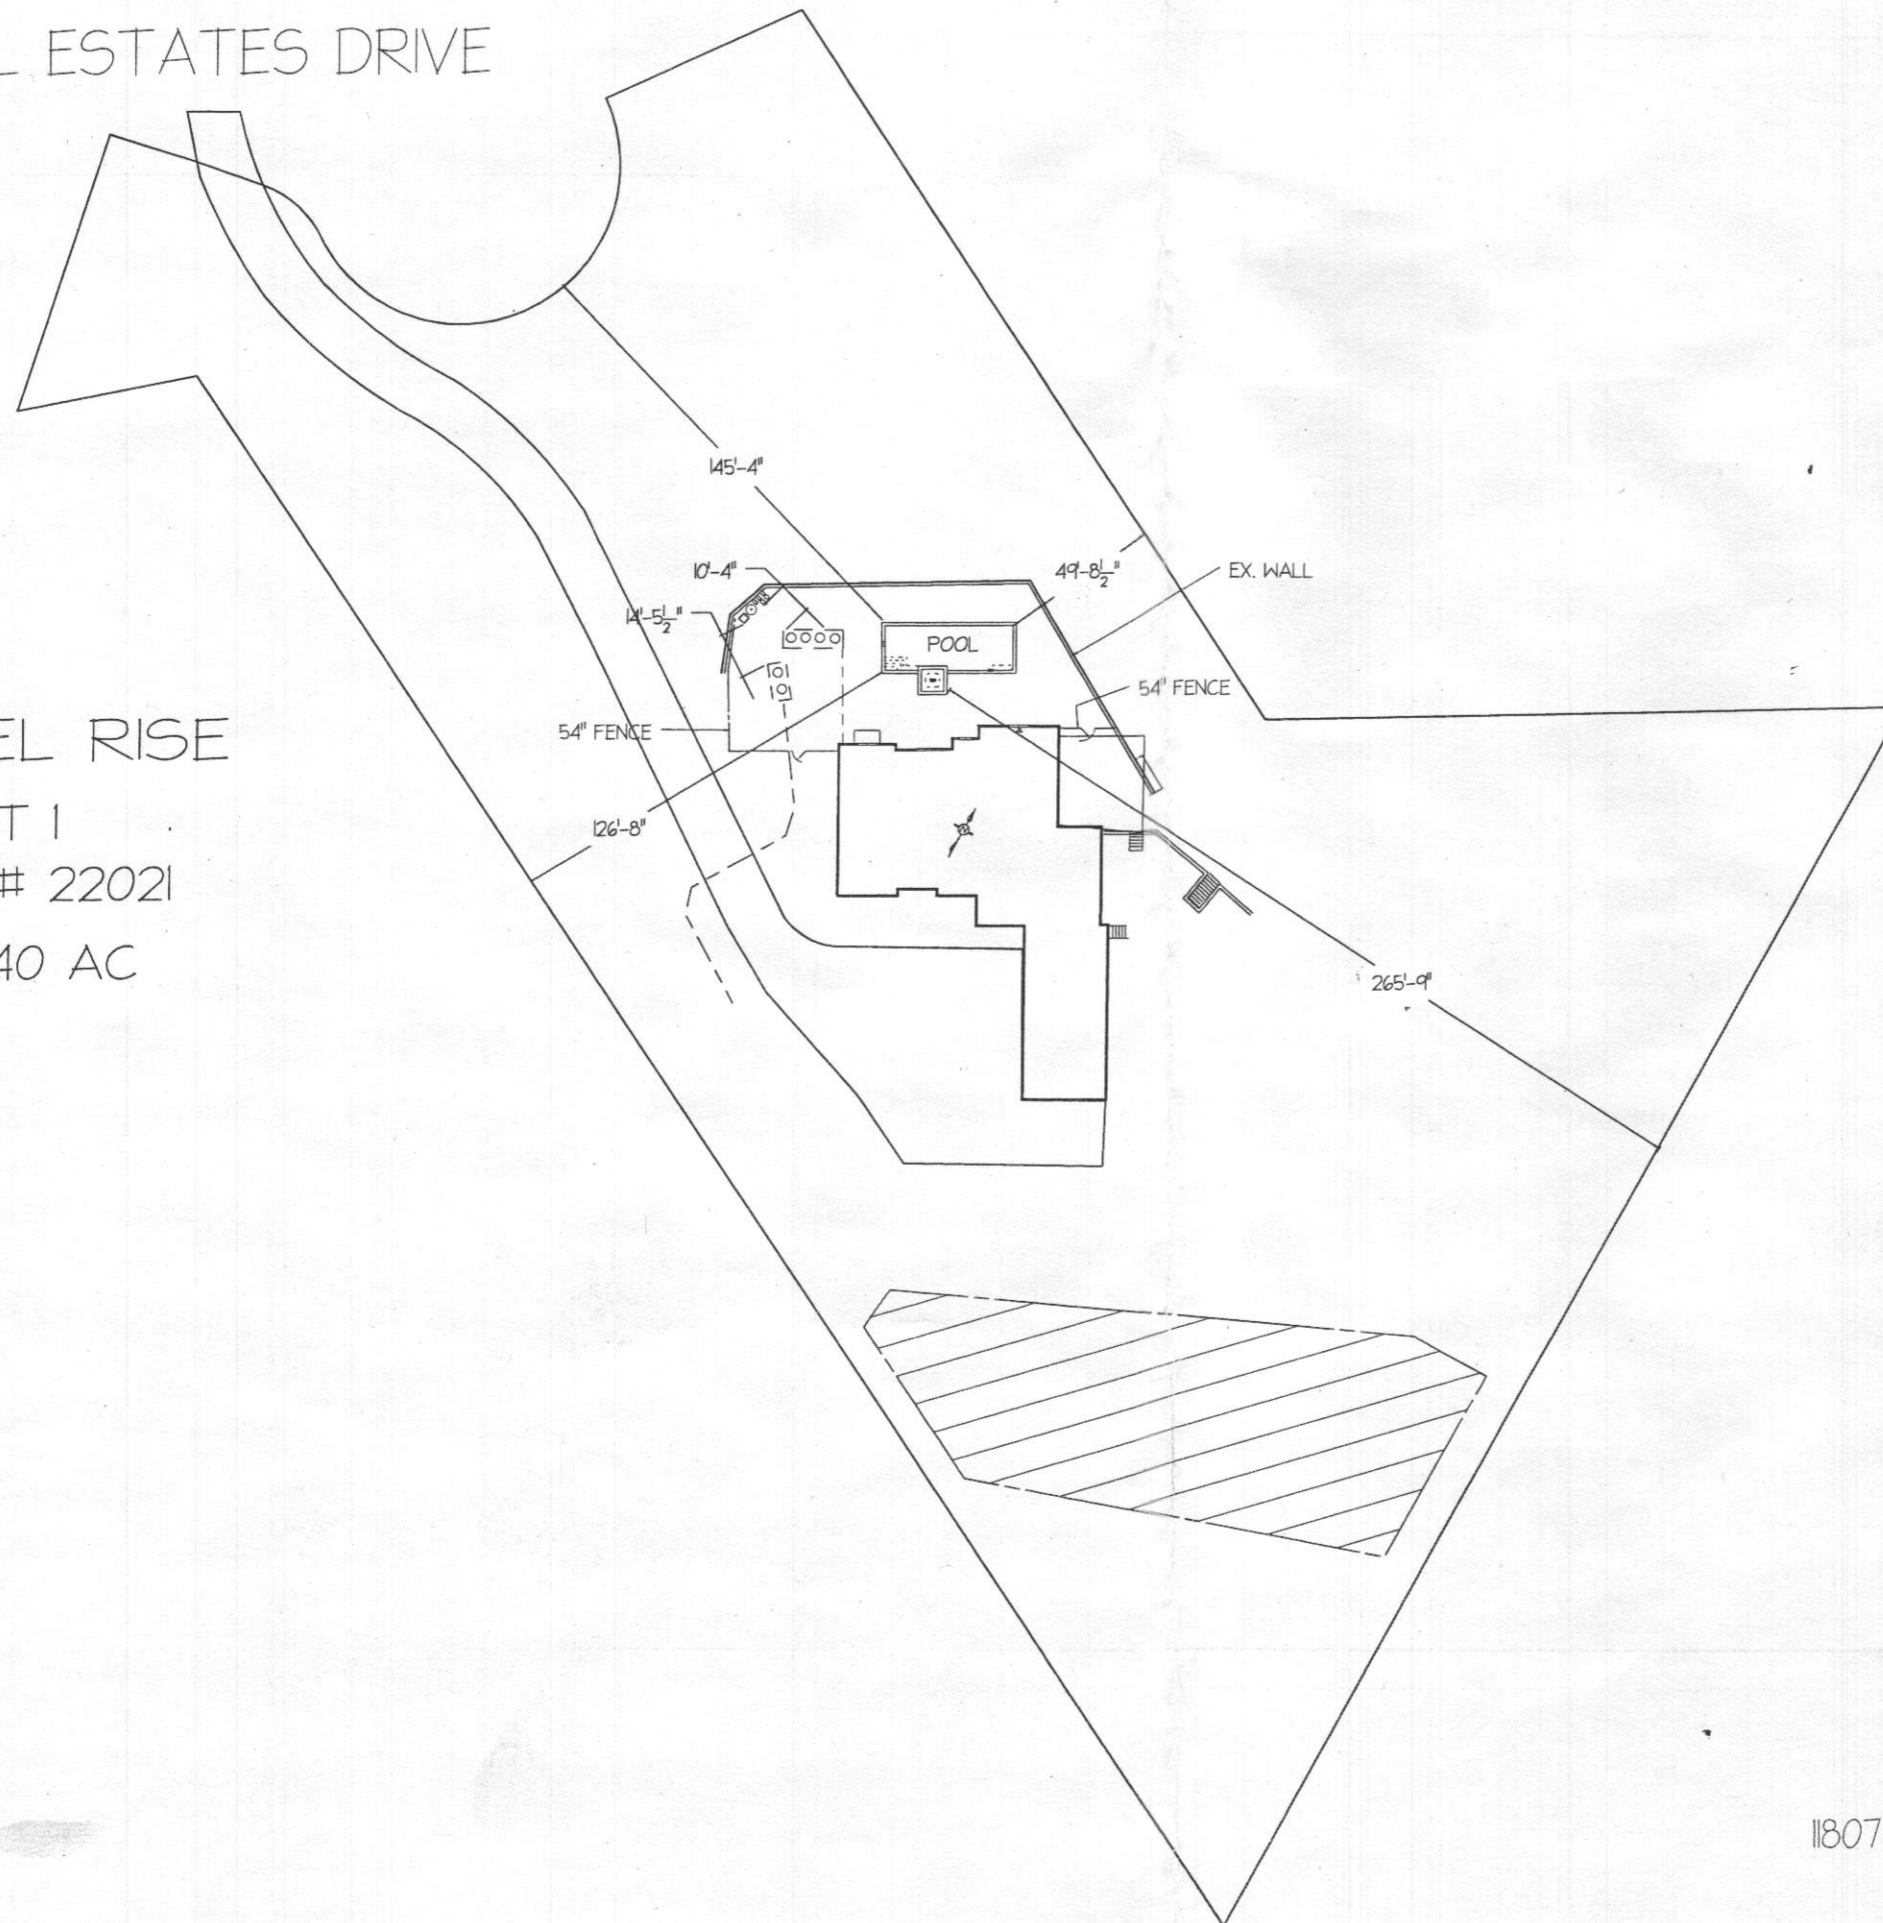 L ESTATES DRIVE
145'-4"
10'-4"
49'-8½"
EX. WALL
14'-5½"
POOL
54" FENCE
54" FENCE
EL RISE
T 1
# 22021
40 AC
126'-8"
265'-9"
11807